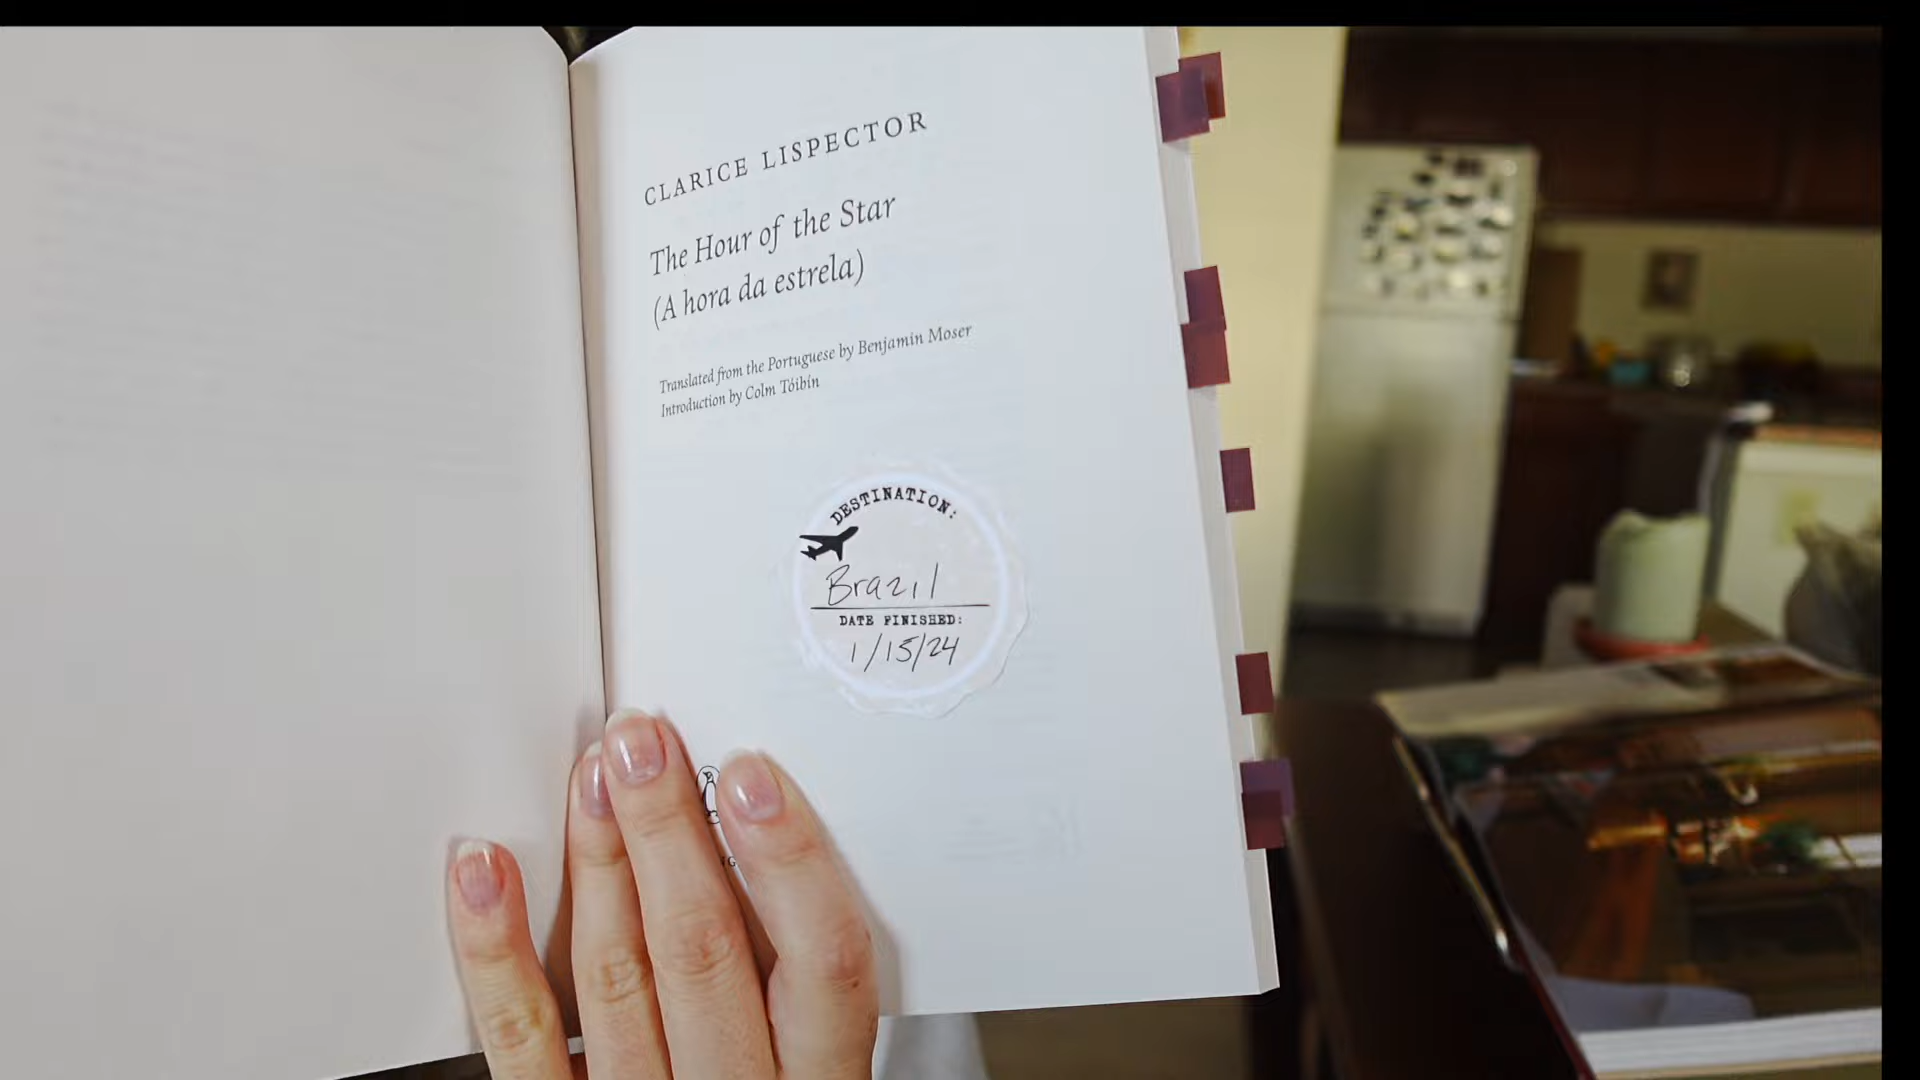 CLARICE LISPECTOR
The Hour of the Star
(A hora da estrela)
Translated from the Portuguese by Benjamin Moser
Introduction by Colm Tóibín
DESTINATION:
Brazil
DATE FINISHED:
1/15/24